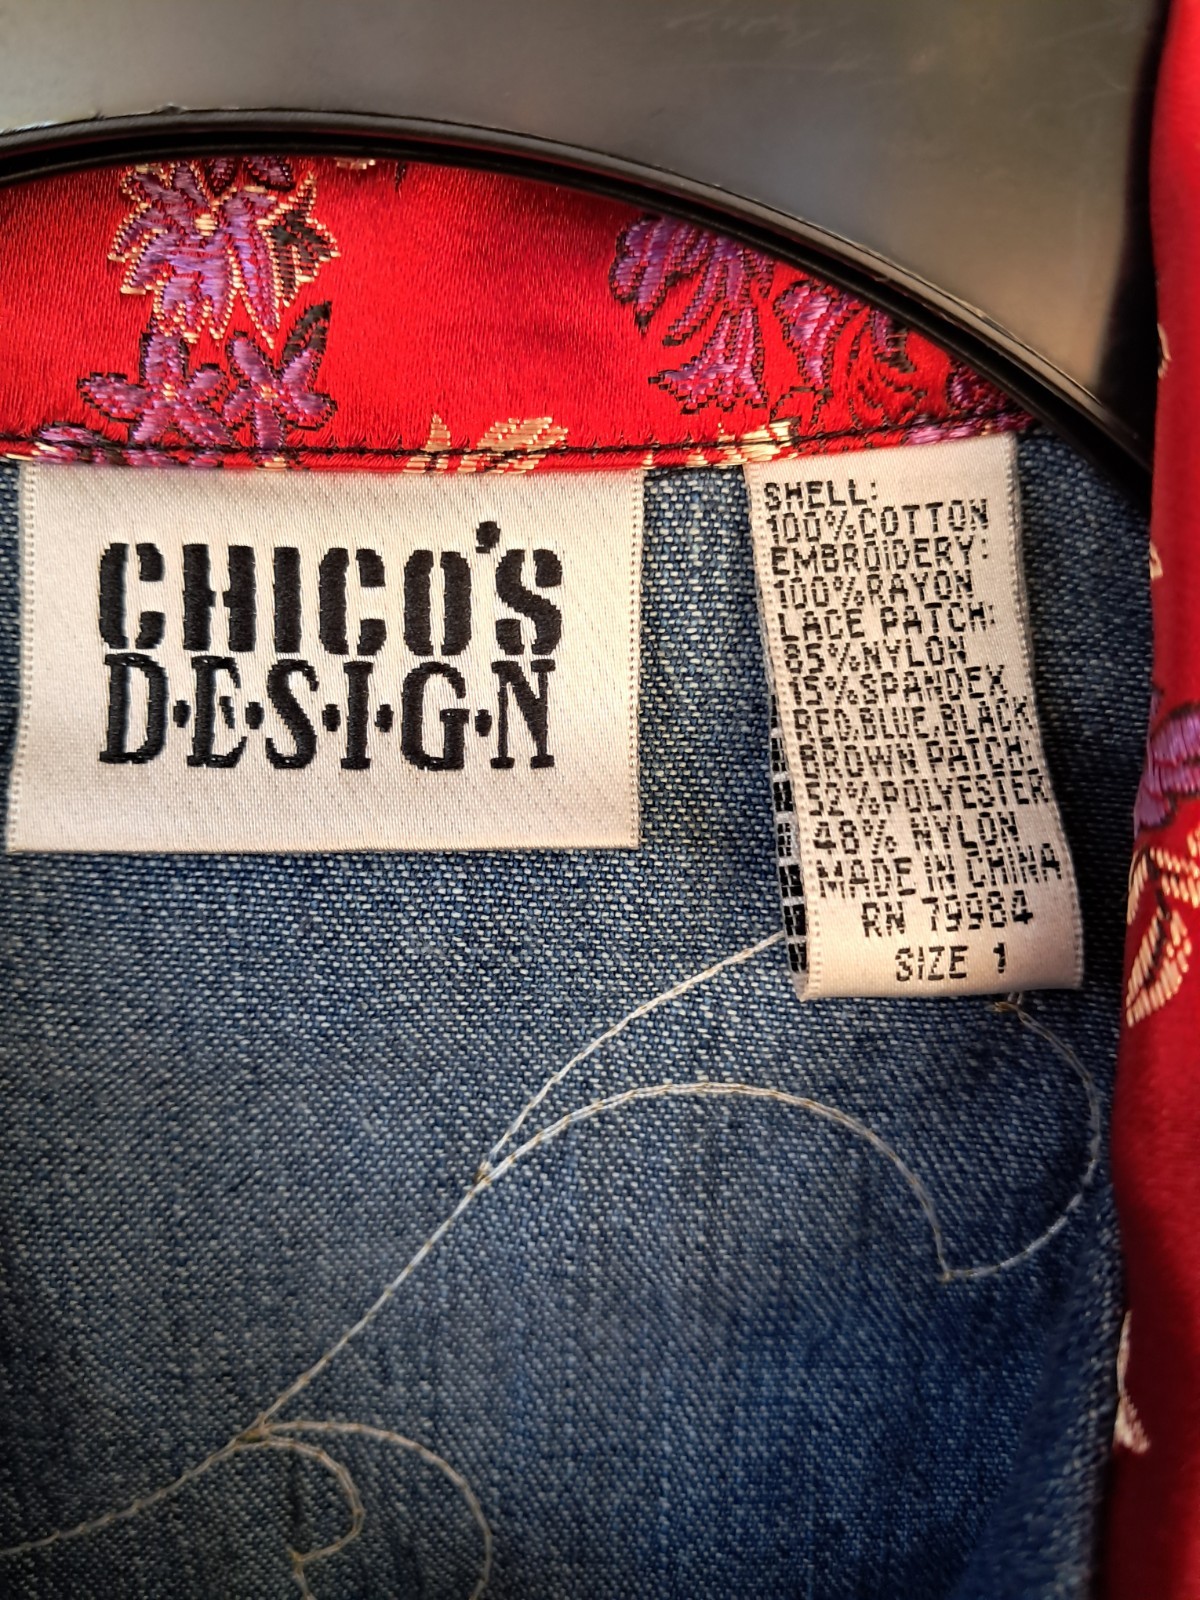 CHICO'S
D•E•S•I•G•N
SHELL:
100%COTTON
EMBROIDERY:
100%RAYON
LACE PATCH:
85%NYLON
15%SPANDEX
RED.BLUE.BLACK.
BROWN PATCH:
52%POLYESTER
48% NYLON
MADE IN CHINA
RN 79984
SIZE 1